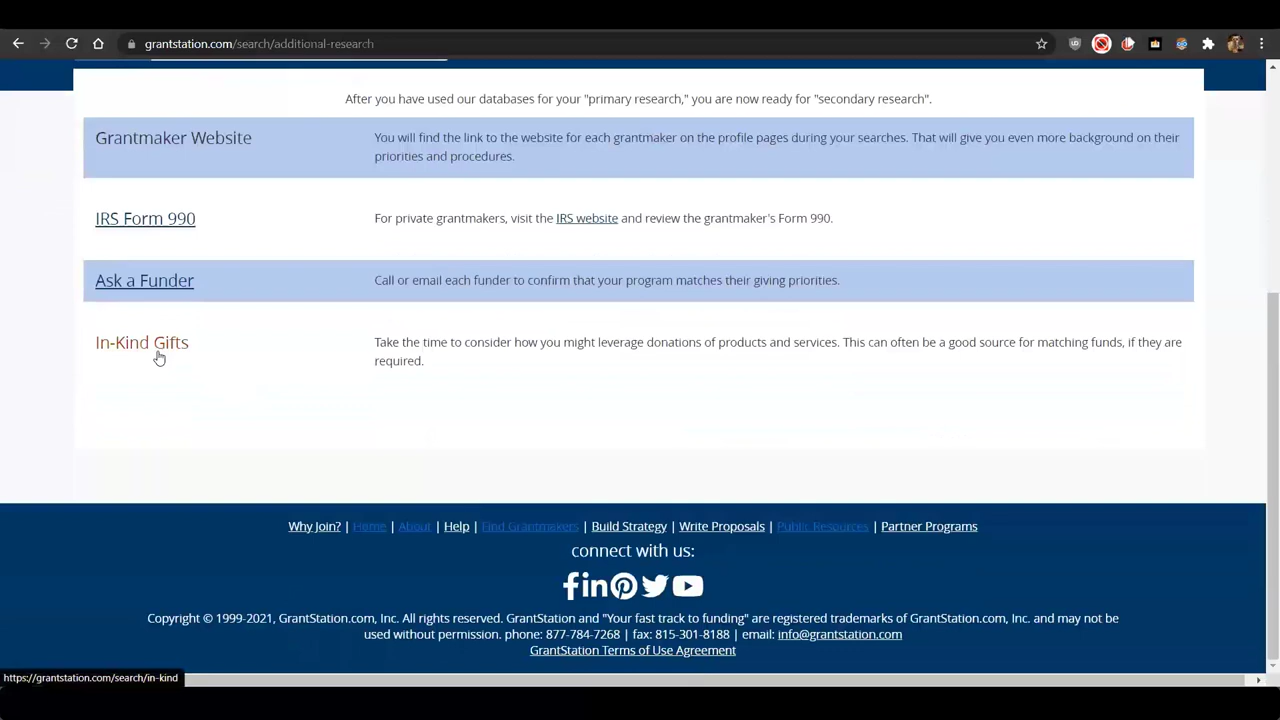 grantstation.com/search/additional-research
After you have used our databases for your "primary research," you are now ready for "secondary research".
Grantmaker Website
You will find the link to the website for each grantmaker on the profile pages during your searches. That will give you even more background on their
priorities and procedures.
IRS Form 990
For private grantmakers, visit the IRS website and review the grantmaker's Form 990.
Ask a Funder
Call or email each funder to confirm that your program matches their giving priorities.
In-Kind Gifts
Take the time to consider how you might leverage donations of products and services. This can often be a good source for matching funds, if they are
required.
Why Join? | Home | About | Help | Find Grantmakers | Build Strategy | Write Proposals | Public Resources | Partner Programs
connect with us:
Copyright © 1999-2021, GrantStation.com, Inc. All rights reserved. GrantStation and "Your fast track to funding" are registered trademarks of GrantStation.com, Inc. and may not be
used without permission. phone: 877-784-7268 | fax: 815-301-8188 | email: info@grantstation.com
GrantStation Terms of Use Agreement
https://grantstation.com/search/in-kind